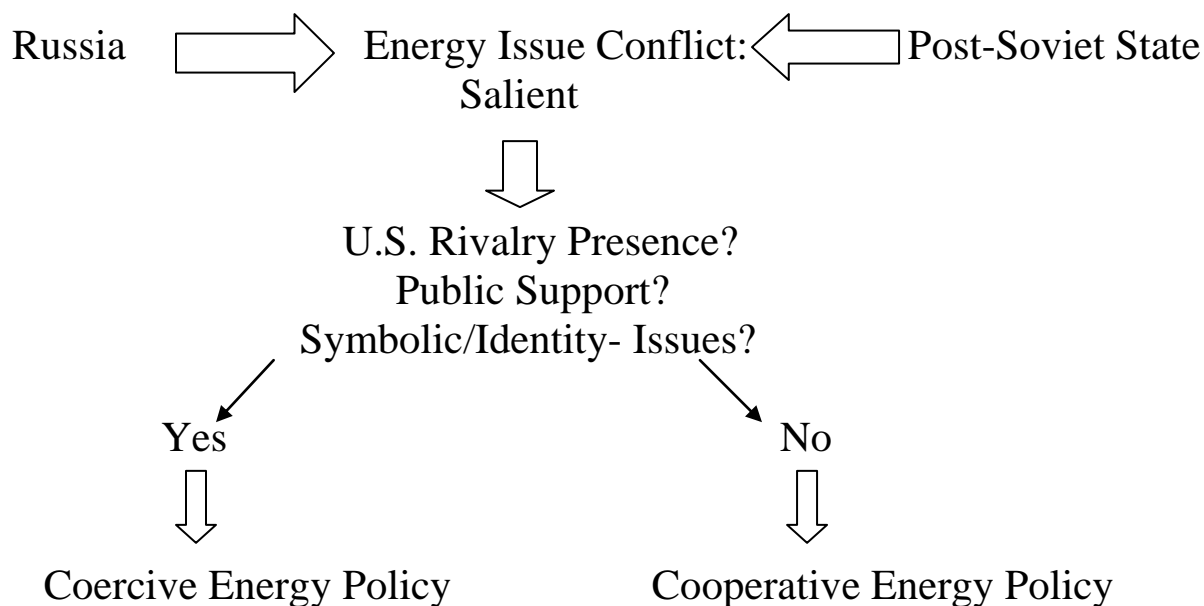 Russia
Energy Issue Conflict:
Salient
Post-Soviet State
U.S. Rivalry Presence?
Public Support?
Symbolic/Identity- Issues?
Yes
No
Coercive Energy Policy
Cooperative Energy Policy